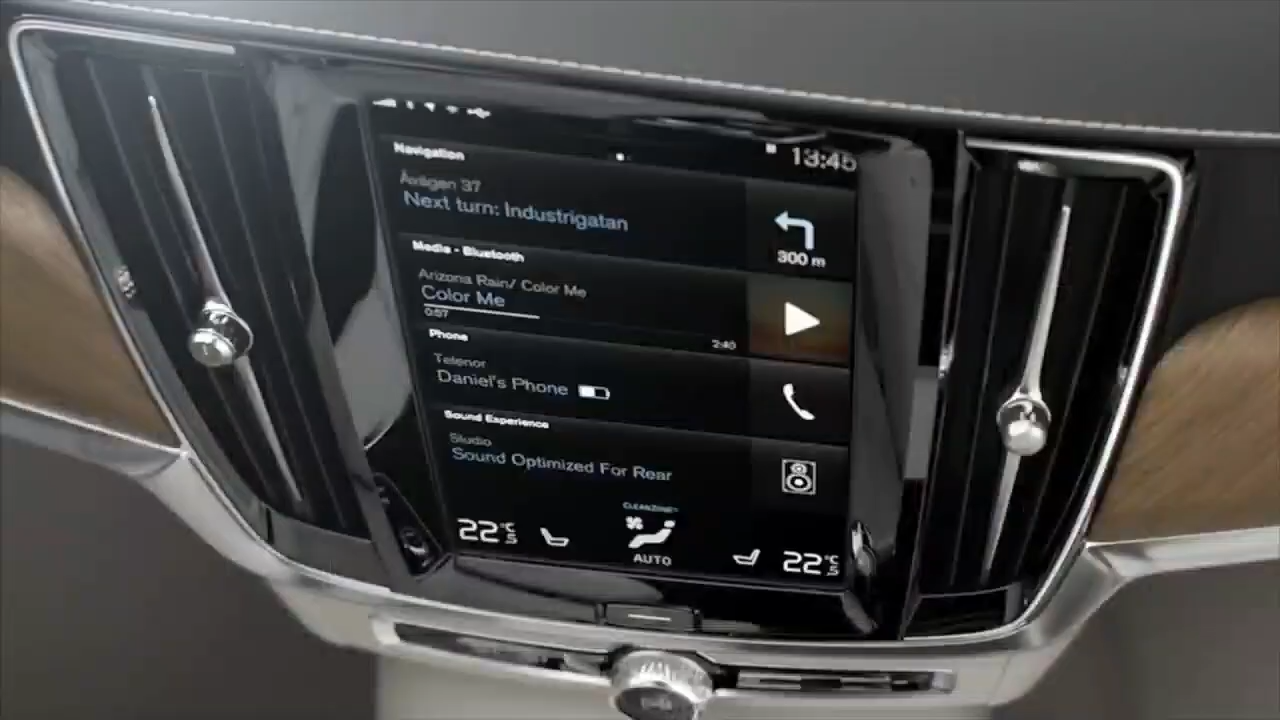 13:45
Navigation
Åvägen 37
Next turn: Industrigatan
300 m
Media - Bluetooth
Arizona Rain/ Color Me
Color Me
0:57
2:40
Phone
Telenor
Daniel's Phone
Sound Experience
Studio
Sound Optimized For Rear
CLEANZONE™
22°C
AUTO
22°C